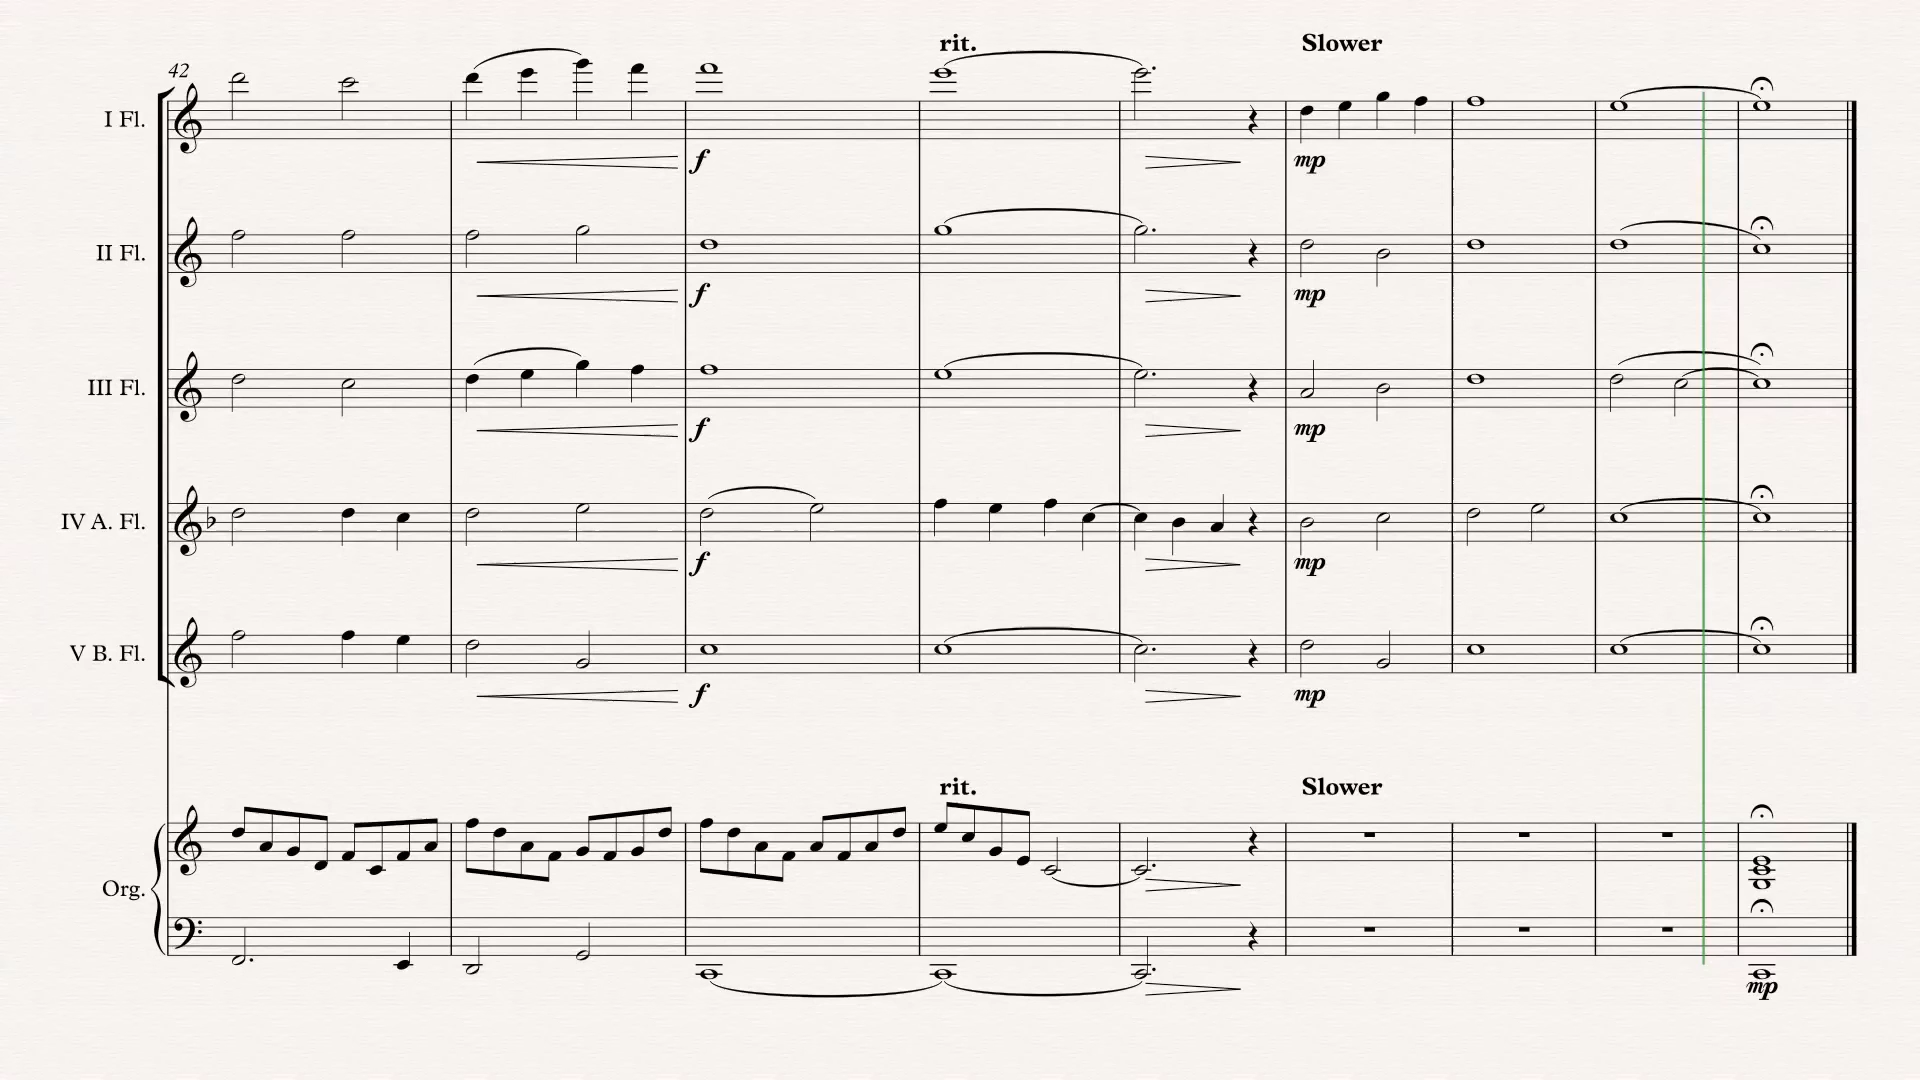 rit. Slower
42
I Fl.
f mp
II Fl.
f mp
III Fl.
f mp
IV A. Fl.
f mp
V B. Fl.
f mp
rit. Slower
Org.
mp